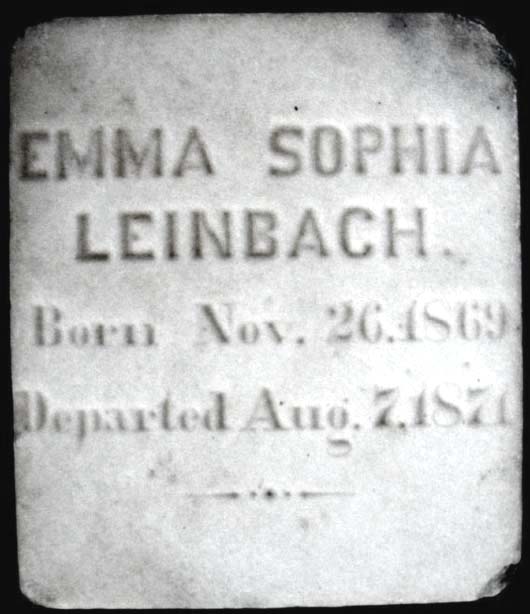 EMMA SOPHIA
LEINBACH.
Born Nov. 26.1869
Departed Aug. 7.1871